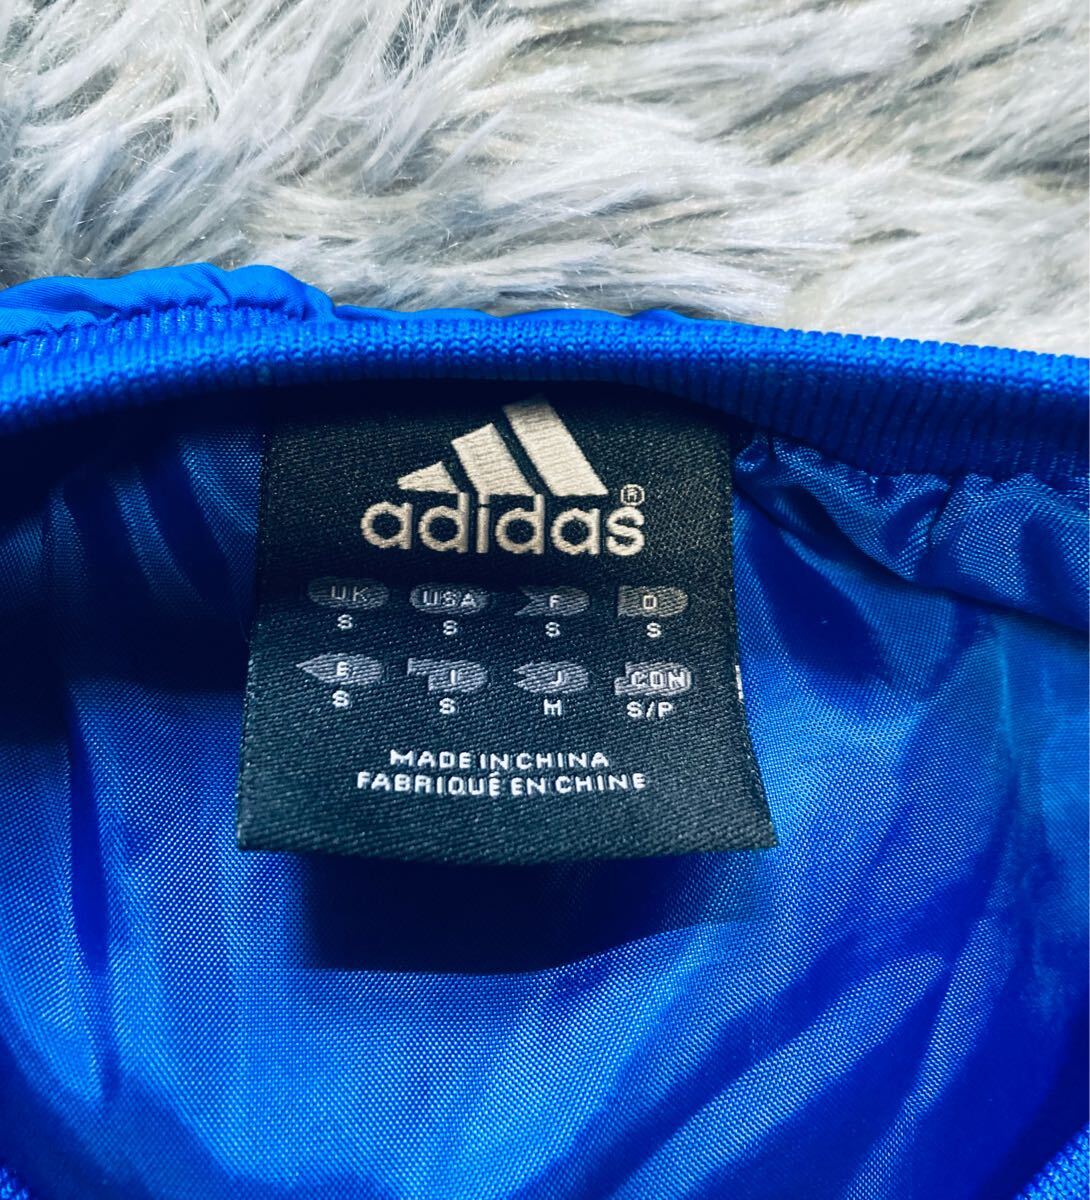 adidas®
UK USA F D
S S S S
E I J CON
S S M S/P
MADE IN CHINA
FABRIQUÉ EN CHINE